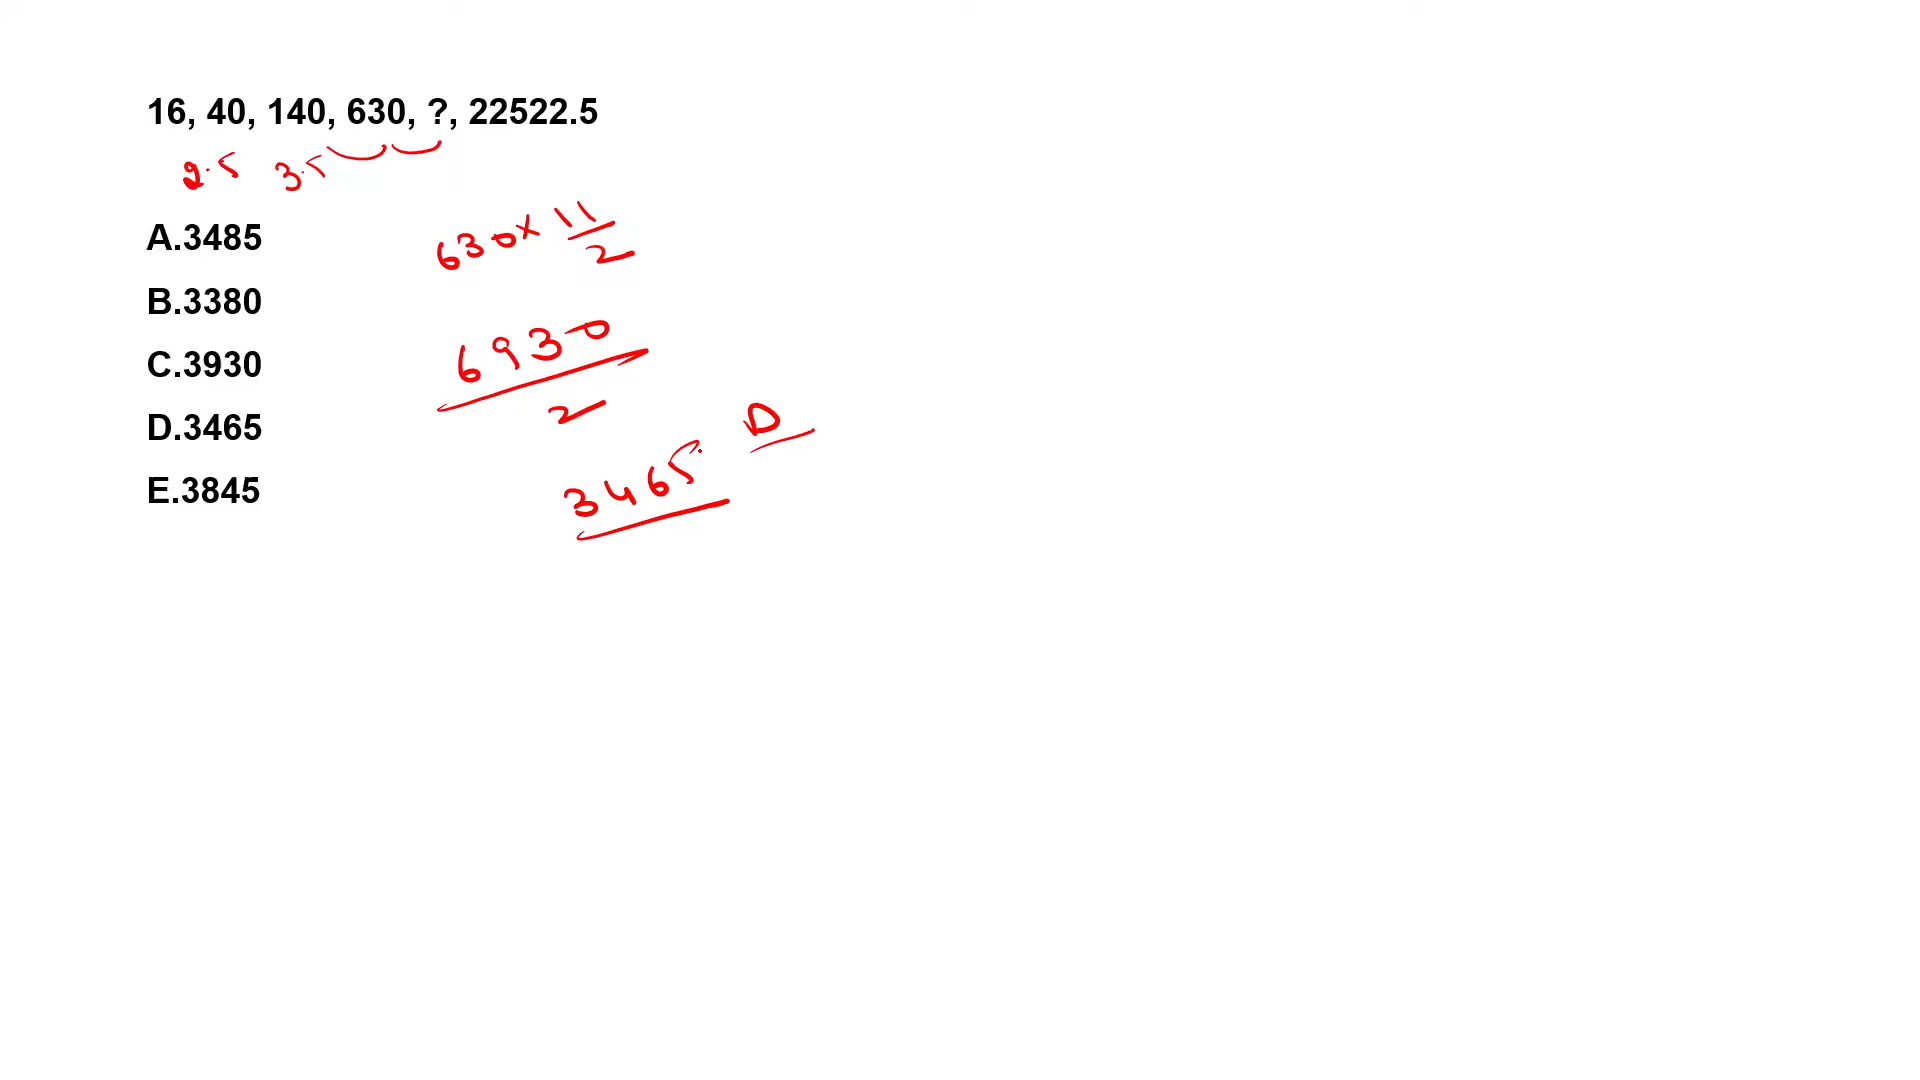 16, 40, 140, 630, ?, 22522.5
2.5 3.5
A.3485
630 x 11/2
B.3380
6930/2
C.3930
D.3465
D
3465
E.3845